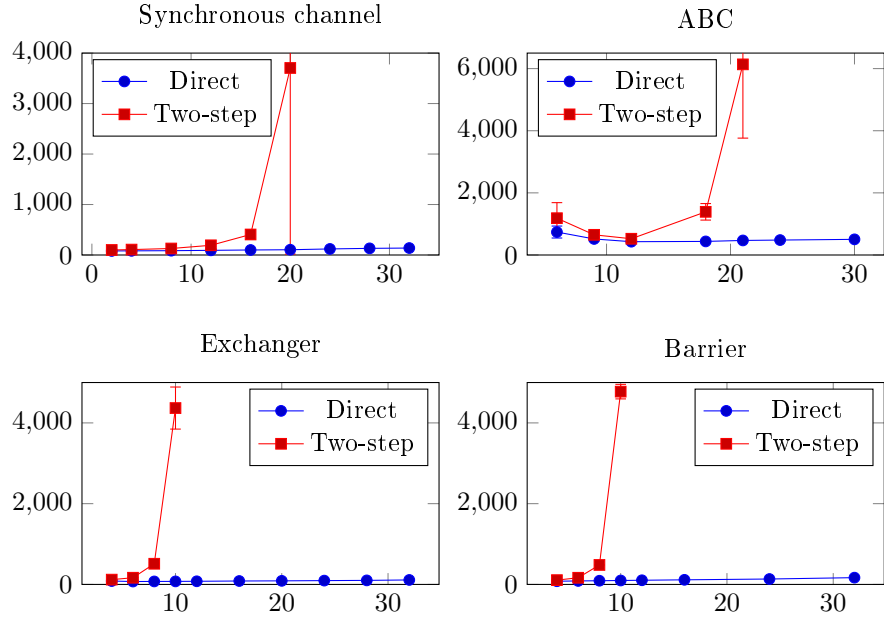 Synchronous channel
4,000
3,000
2,000
1,000
0
0
10
20
30
Direct
Two-step
ABC
6,000
4,000
2,000
0
10
20
30
Direct
Two-step
Exchanger
4,000
2,000
0
10
20
30
Direct
Two-step
Barrier
4,000
2,000
0
10
20
30
Direct
Two-step